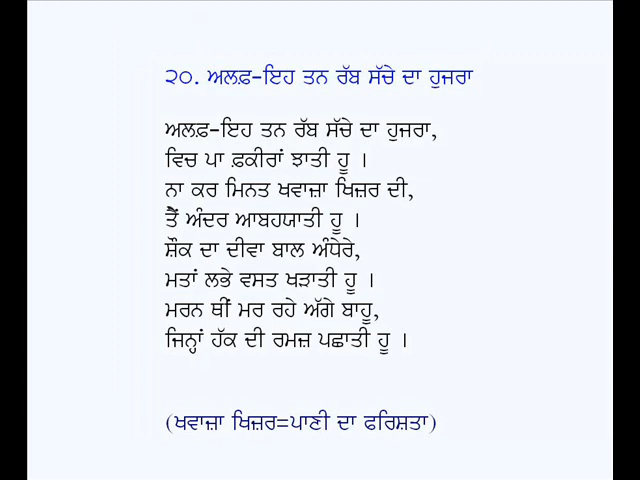 ੨੦. ਅਲਫ਼-ਇਹ ਤਨ ਰੱਬ ਸੱਚੇ ਦਾ ਹੁਜਰਾ
ਅਲਫ਼-ਇਹ ਤਨ ਰੱਬ ਸੱਚੇ ਦਾ ਹੁਜਰਾ,
ਵਿਚ ਪਾ ਫ਼ਕੀਰਾਂ ਝਾਤੀ ਹੂ ।
ਨਾ ਕਰ ਮਿਨਤ ਖਵਾਜ਼ਾ ਖਿਜ਼ਰ ਦੀ,
ਤੈਂ ਅੰਦਰ ਆਬਹਯਾਤੀ ਹੂ ।
ਸ਼ੌਕ ਦਾ ਦੀਵਾ ਬਾਲ ਅੰਧੇਰੇ,
ਮਤਾਂ ਲਭੇ ਵਸਤ ਖੜਾਤੀ ਹੂ ।
ਮਰਨ ਥੀਂ ਮਰ ਰਹੇ ਅੱਗੇ ਬਾਹੂ,
ਜਿਨ੍ਹਾਂ ਹੱਕ ਦੀ ਰਮਜ਼ ਪਛਾਤੀ ਹੂ ।
(ਖਵਾਜ਼ਾ ਖਿਜ਼ਰ=ਪਾਣੀ ਦਾ ਫਰਿਸ਼ਤਾ)